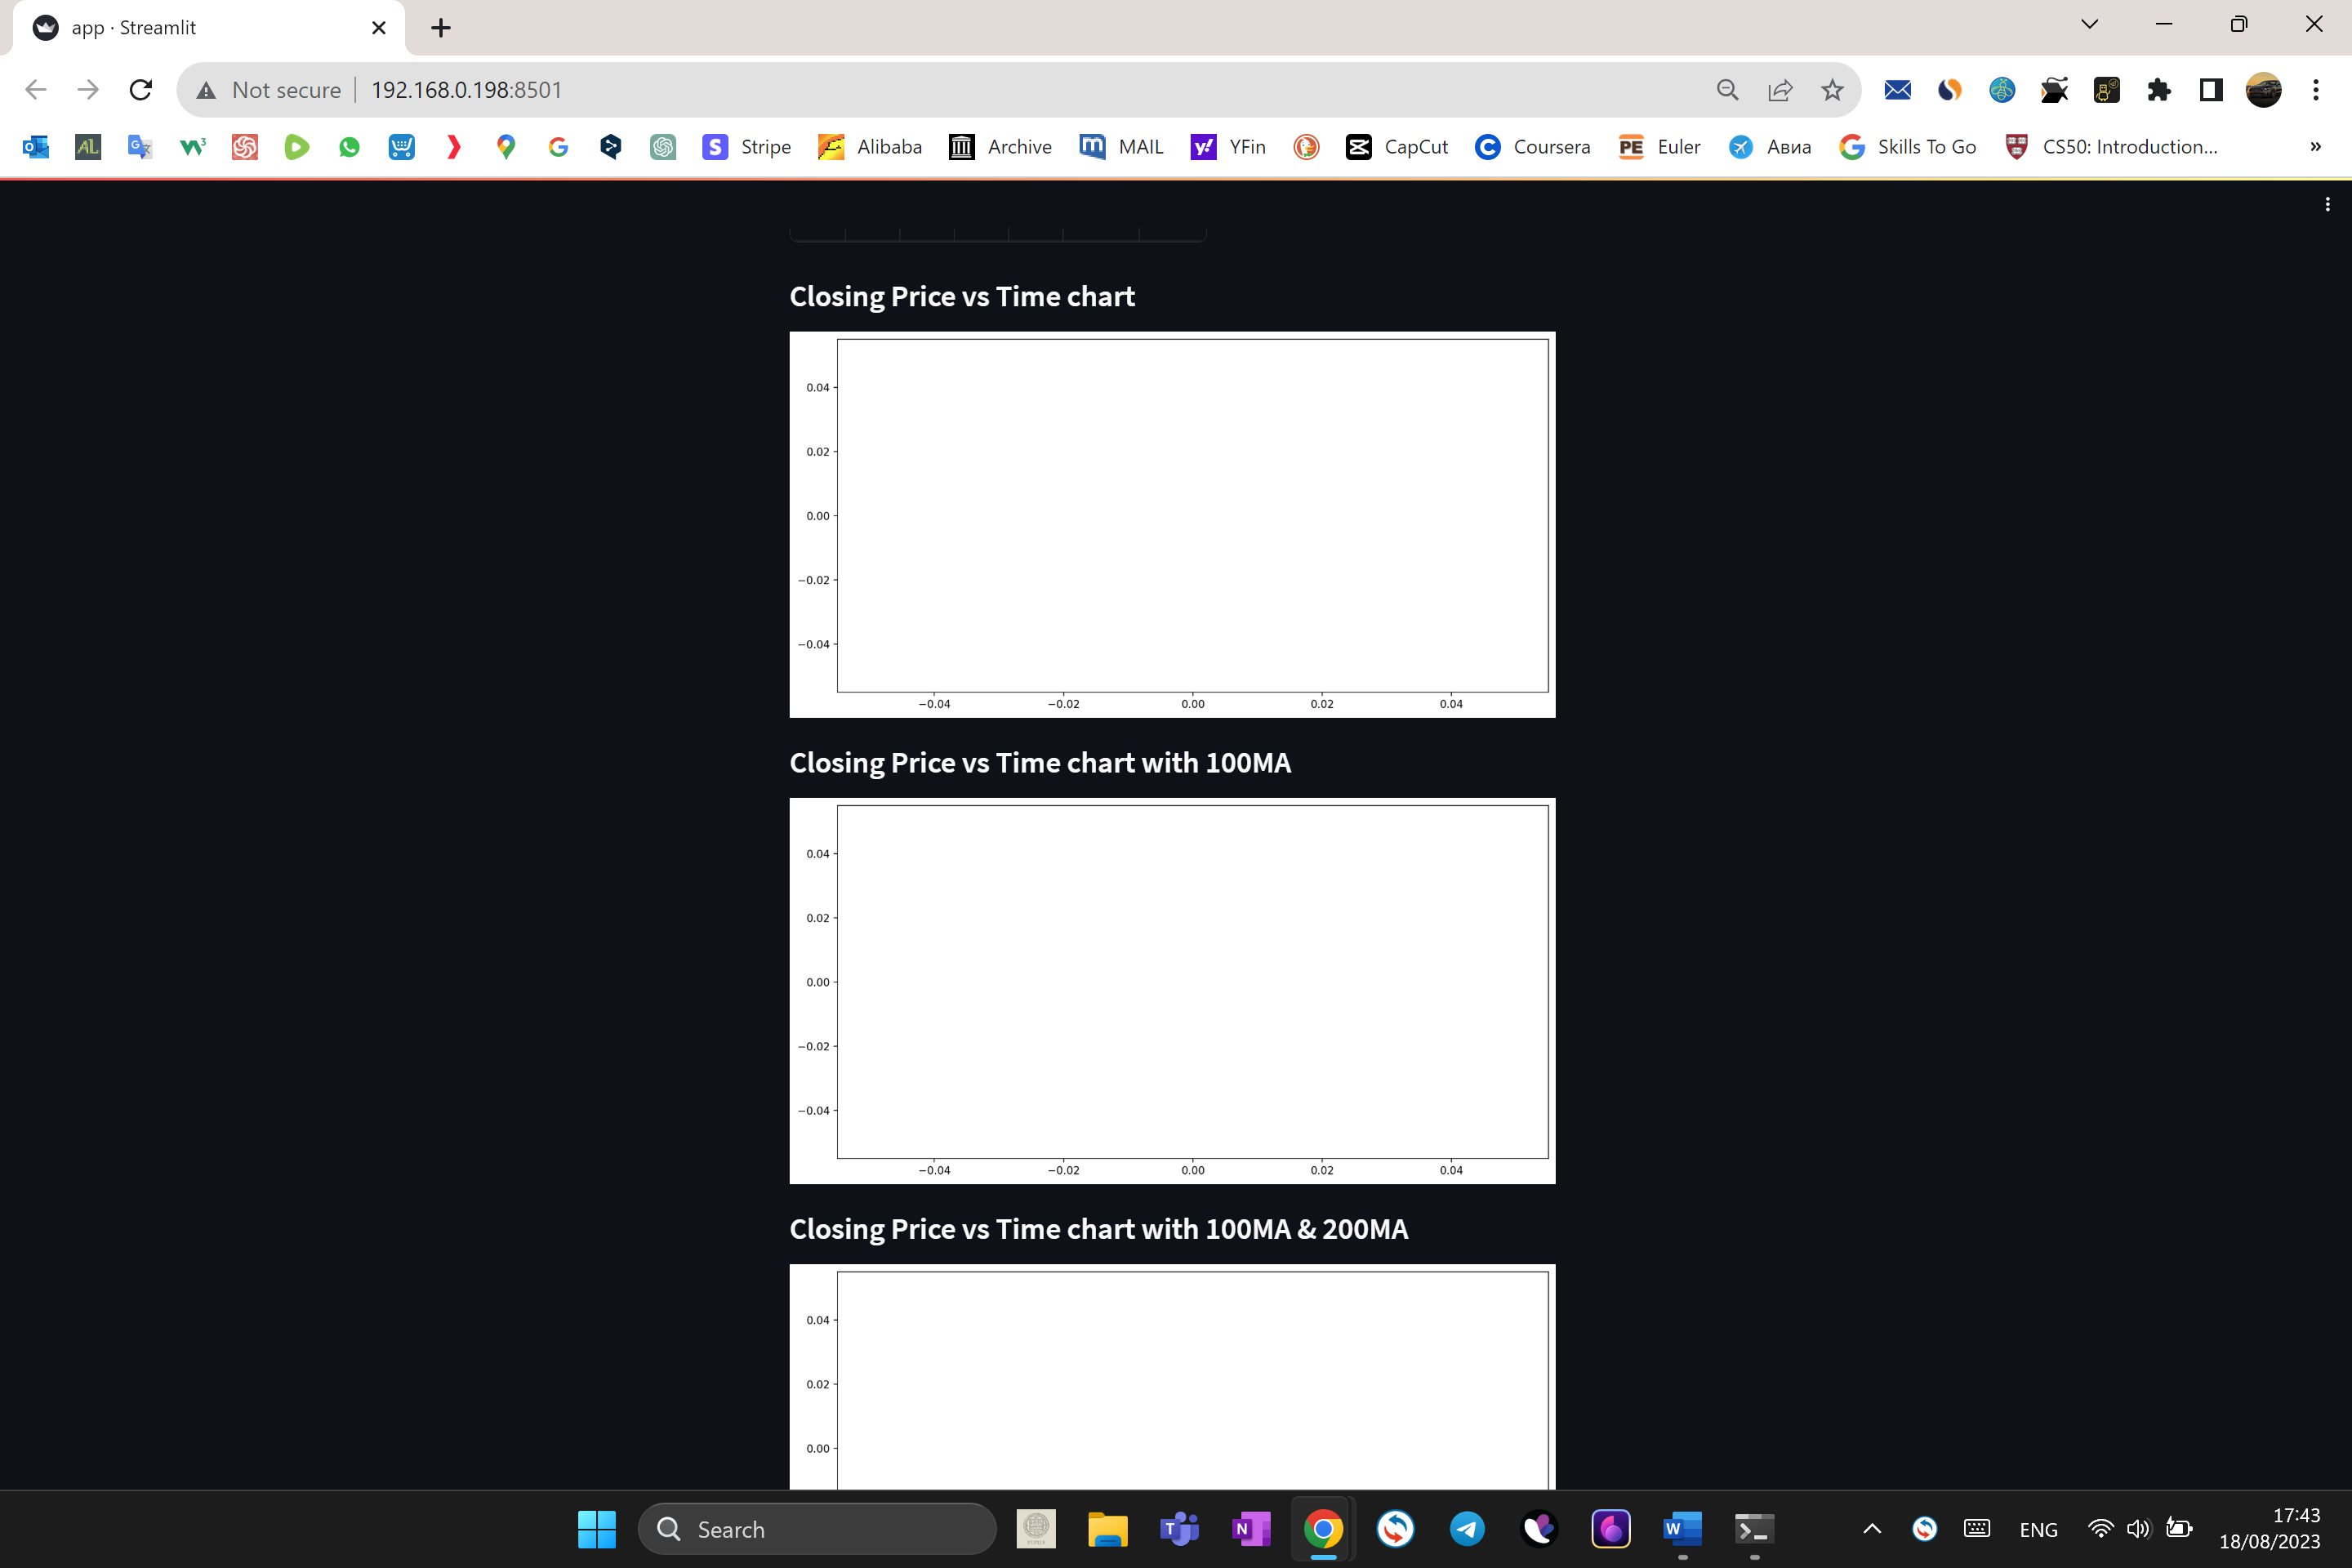 app · Streamlit
Not secure
192.168.0.198:8501
Stripe
Alibaba
Archive
MAIL
YFin
CapCut
Coursera
PE Euler
Авиа
Skills To Go
CS50: Introduction...
»
Closing Price vs Time chart
0.04
0.02
0.00
−0.02
−0.04
−0.04 −0.02 0.00 0.02 0.04
Closing Price vs Time chart with 100MA
0.04
0.02
0.00
−0.02
−0.04
−0.04 −0.02 0.00 0.02 0.04
Closing Price vs Time chart with 100MA & 200MA
0.04
0.02
0.00
Search
ENG
17:43
18/08/2023